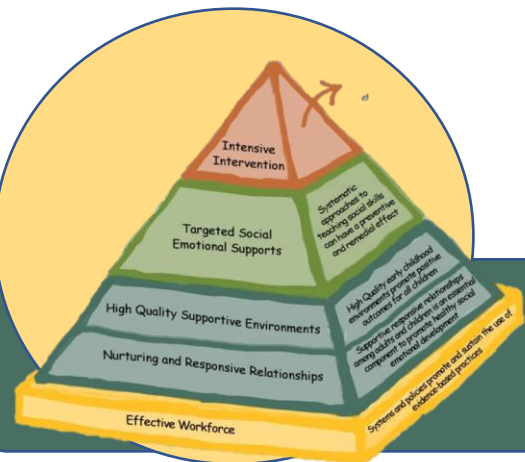 Intensive
Intervention
Targeted Social
Emotional Supports
Systematic
approaches to
teaching social skills
can have a preventive
and remedial effect
High Quality Supportive Environments
High Quality early childhood
environments promote positive
outcomes for all children
Nurturing and Responsive Relationships
Supportive responsive relationships
among adults and children is an essential
component to promote healthy social
emotional development
Effective Workforce
Systems and policies promote and sustain the use of
evidence-based practices